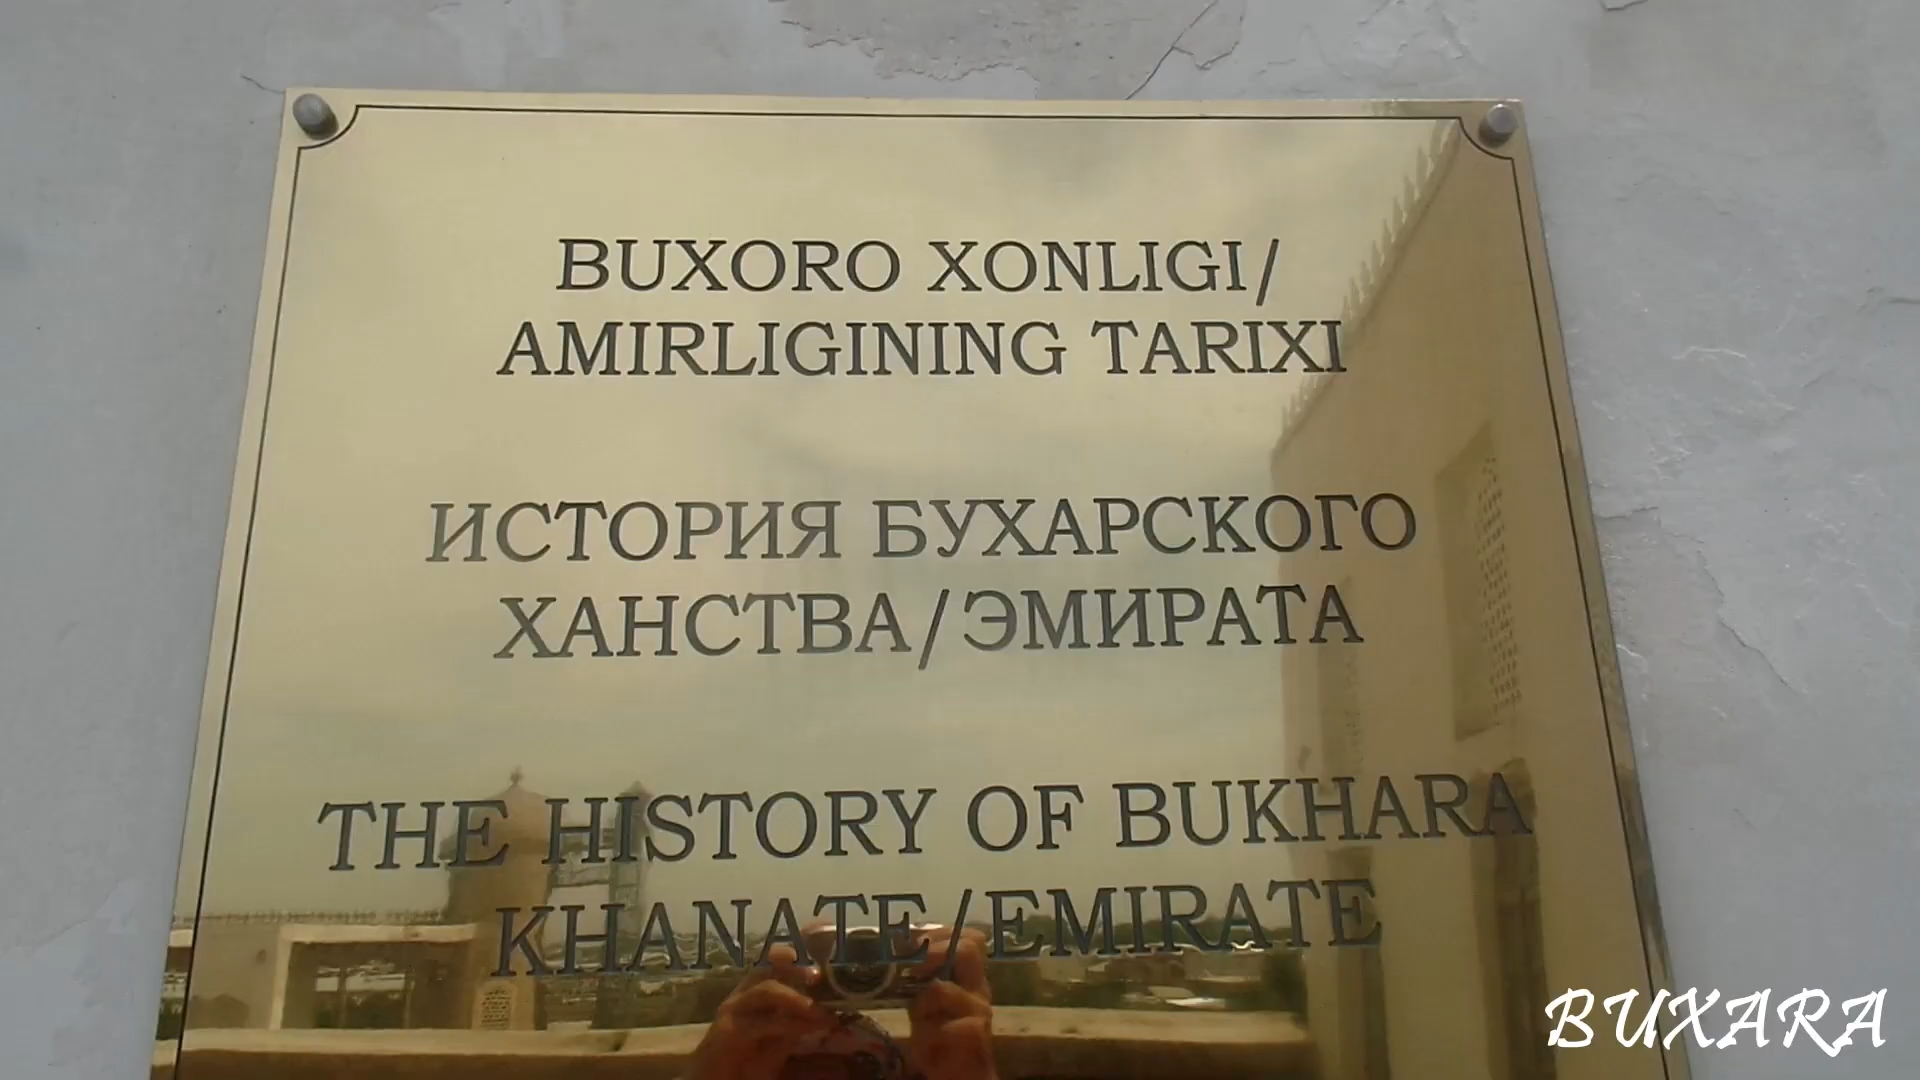 BUXORO XONLIGI/
AMIRLIGINING TARIXI
ИСТОРИЯ БУХАРСКОГО
ХАНСТВА/ЭМИРАТА
THE HISTORY OF BUKHARA
KHANATE/EMIRATE
BUXARA